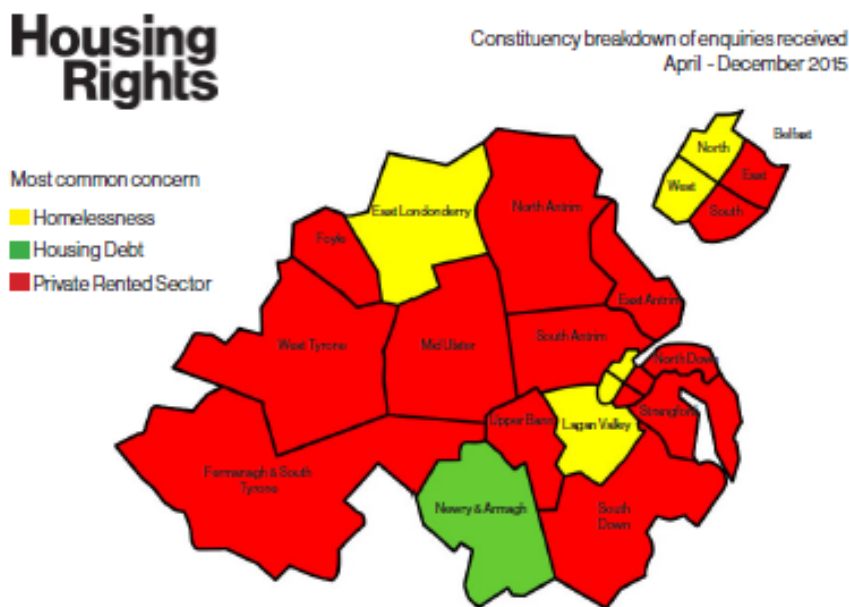 Housing
Rights
Constituency breakdown of enquiries received
April - December 2015
Most common concern
Homelessness
Housing Debt
Private Rented Sector
Belfast
North
West
East
South
East Londonderry
North Antrim
Foyle
East Antrim
West Tyrone
Mid Ulster
South Antrim
North Down
Strangford
Upper Bann
Lagan Valley
Fermanagh & South
Tyrone
Newry & Armagh
South
Down